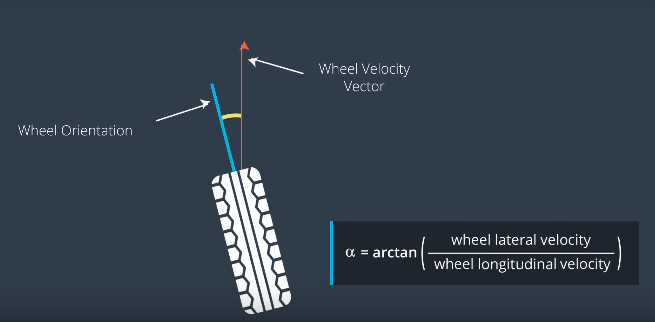 Wheel Velocity
Vector
Wheel Orientation
α = arctan( wheel lateral velocity
wheel longitudinal velocity )